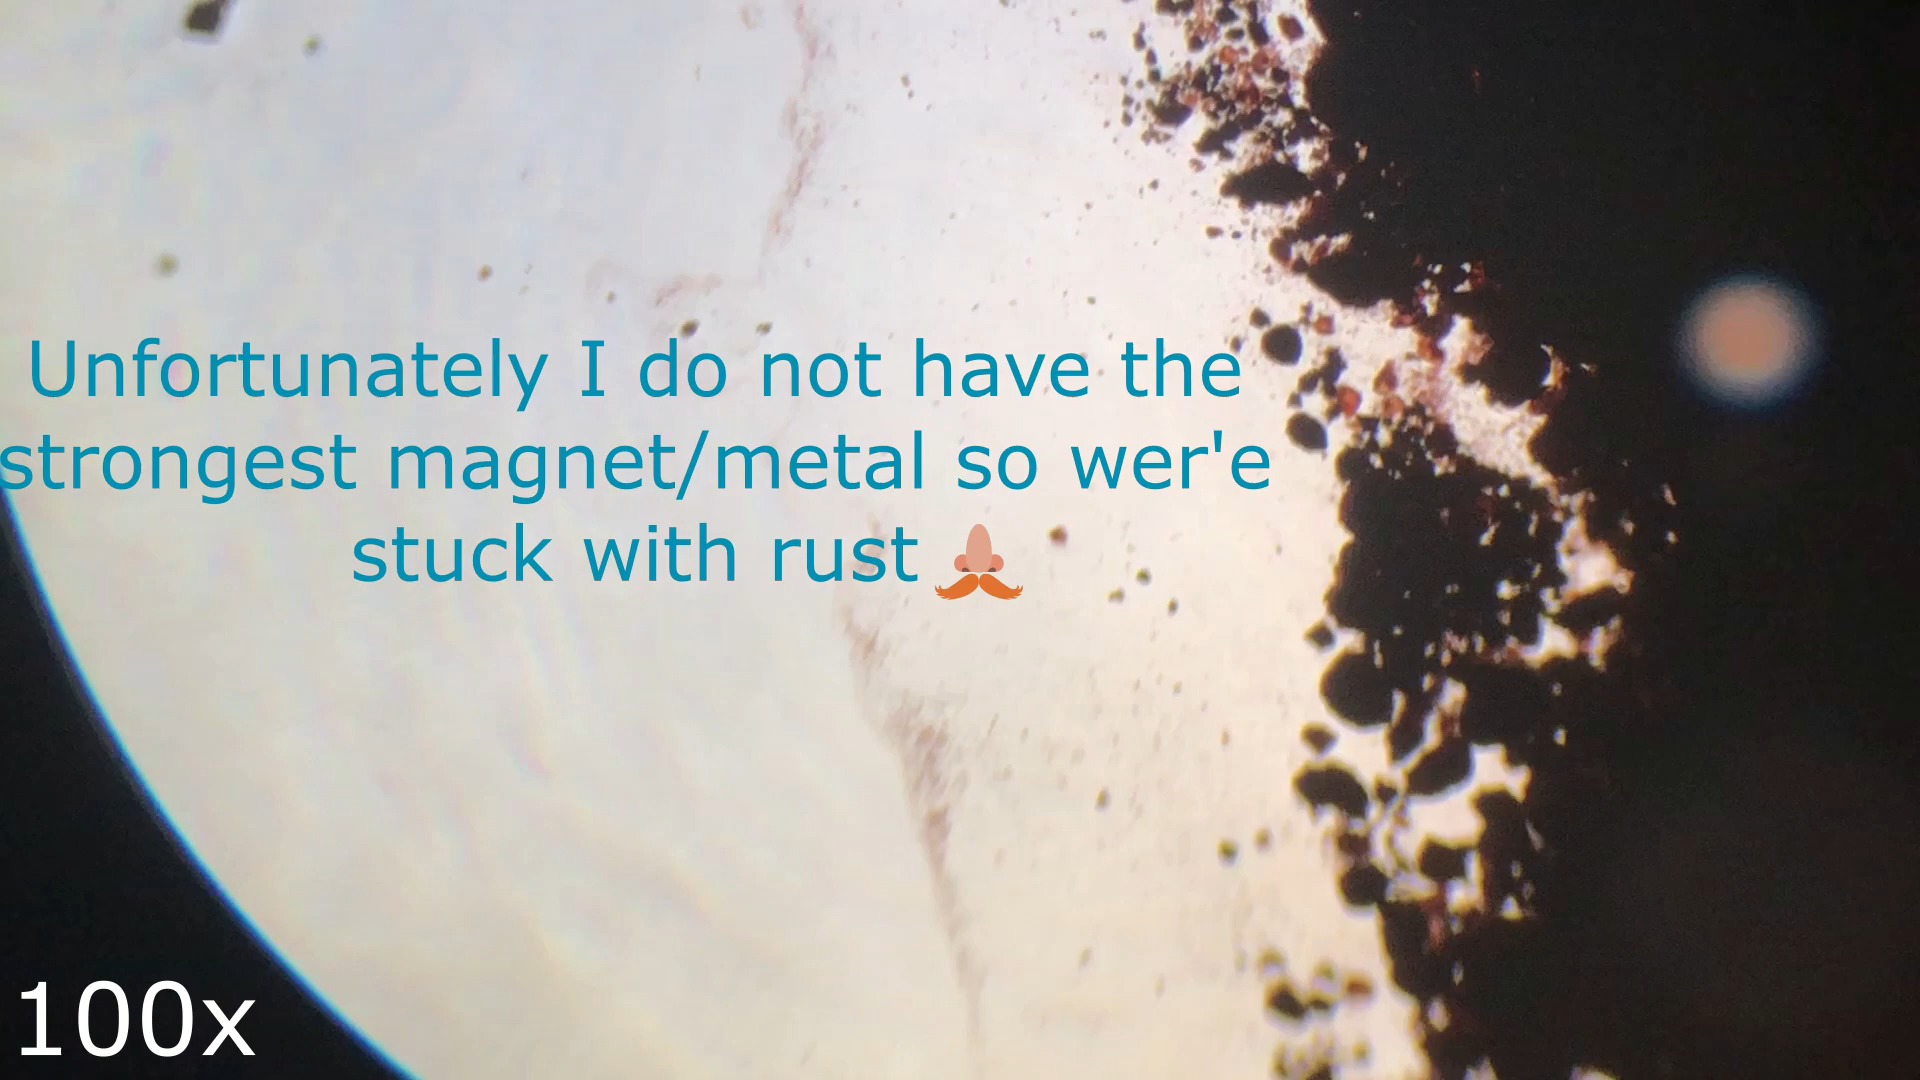 Unfortunately I do not have the
strongest magnet/metal so wer'e
stuck with rust
100x